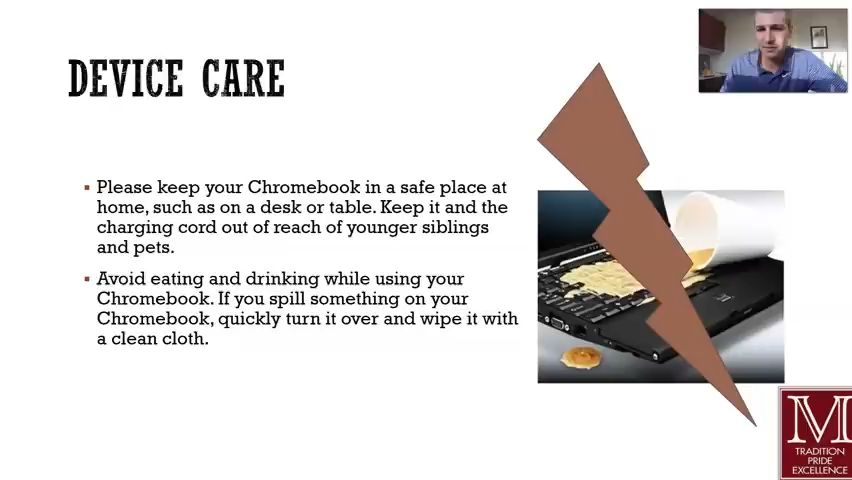 DEVICE CARE
▪ Please keep your Chromebook in a safe place at
home, such as on a desk or table. Keep it and the
charging cord out of reach of younger siblings
and pets.
▪ Avoid eating and drinking while using your
Chromebook. If you spill something on your
Chromebook, quickly turn it over and wipe it with
a clean cloth.
M
TRADITION
PRIDE
EXCELLENCE